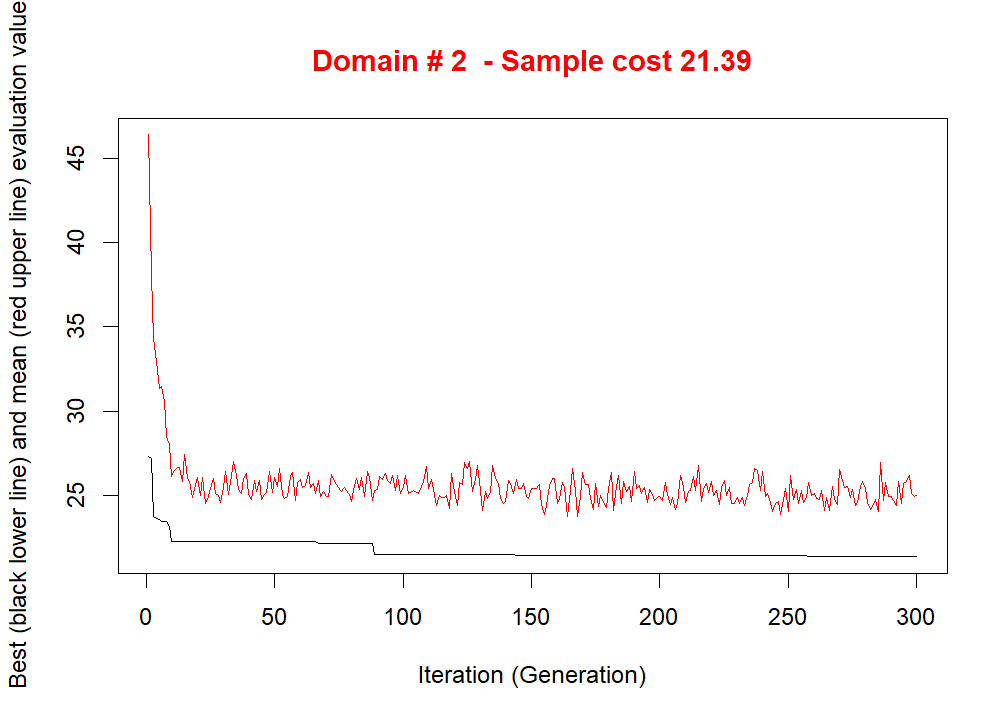 Domain # 2  - Sample cost 21.39
Best (black lower line) and mean (red upper line) evaluation value
45
40
35
30
25
0 50 100 150 200 250 300
Iteration (Generation)